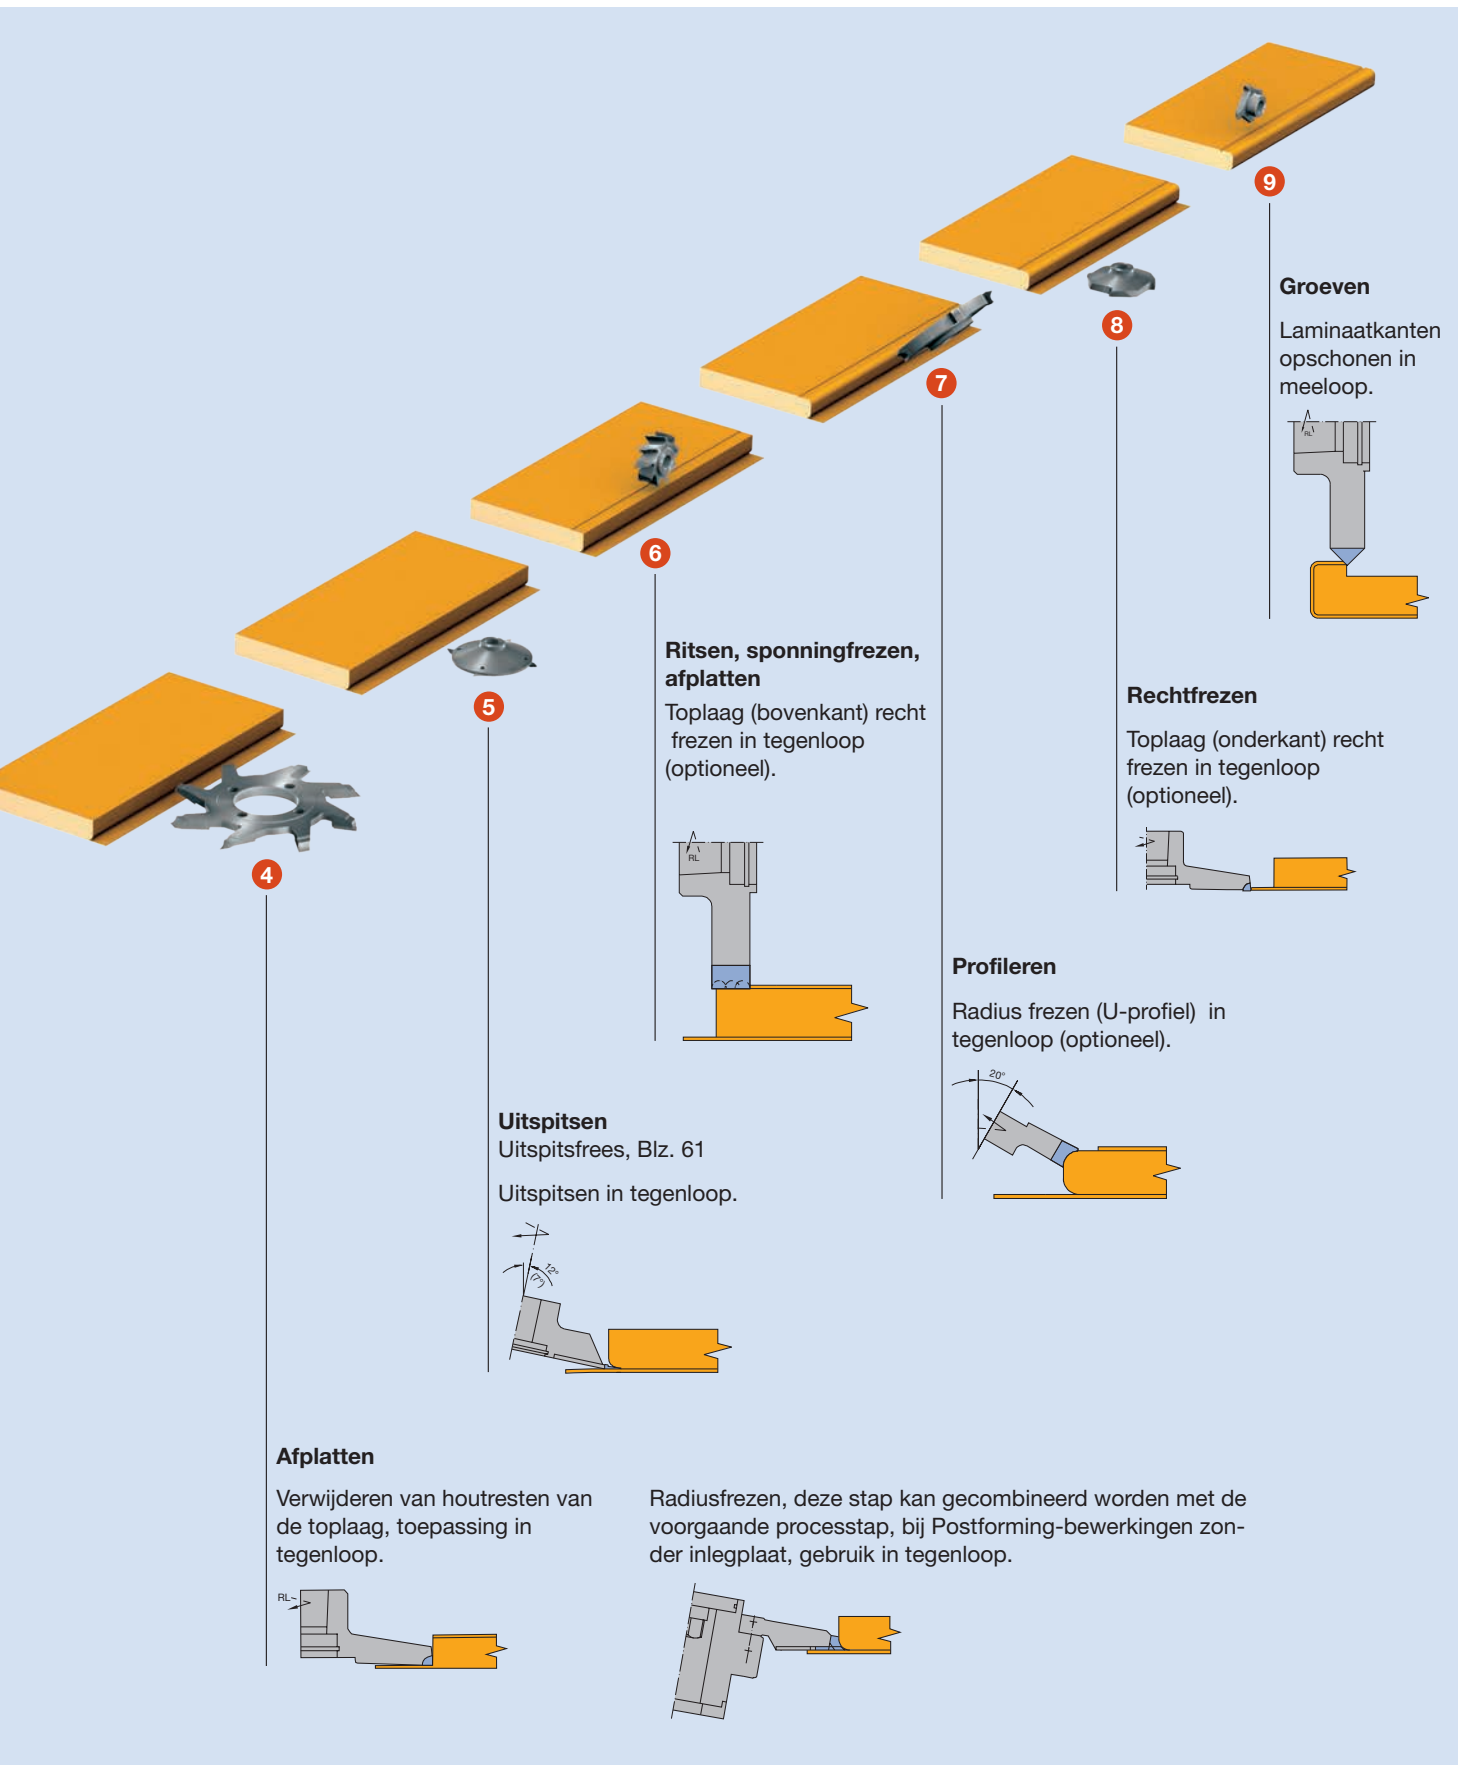 9
Groeven
Laminaatkanten
opschonen in
meeloop.
RL
8
Rechtfrezen
Toplaag (onderkant) recht
frezen in tegenloop
(optioneel).
7
Profileren
Radius frezen (U-profiel) in
tegenloop (optioneel).
20°
6
Ritsen, sponningfrezen,
afplatten
Toplaag (bovenkant) recht
frezen in tegenloop
(optioneel).
RL
5
Uitspitsen
Uitspitsfrees, Blz. 61
Uitspitsen in tegenloop.
12°
(7°)
4
Afplatten
Verwijderen van houtresten van
de toplaag, toepassing in
tegenloop.
RL
Radiusfrezen, deze stap kan gecombineerd worden met de
voorgaande processtap, bij Postforming-bewerkingen zon-
der inlegplaat, gebruik in tegenloop.